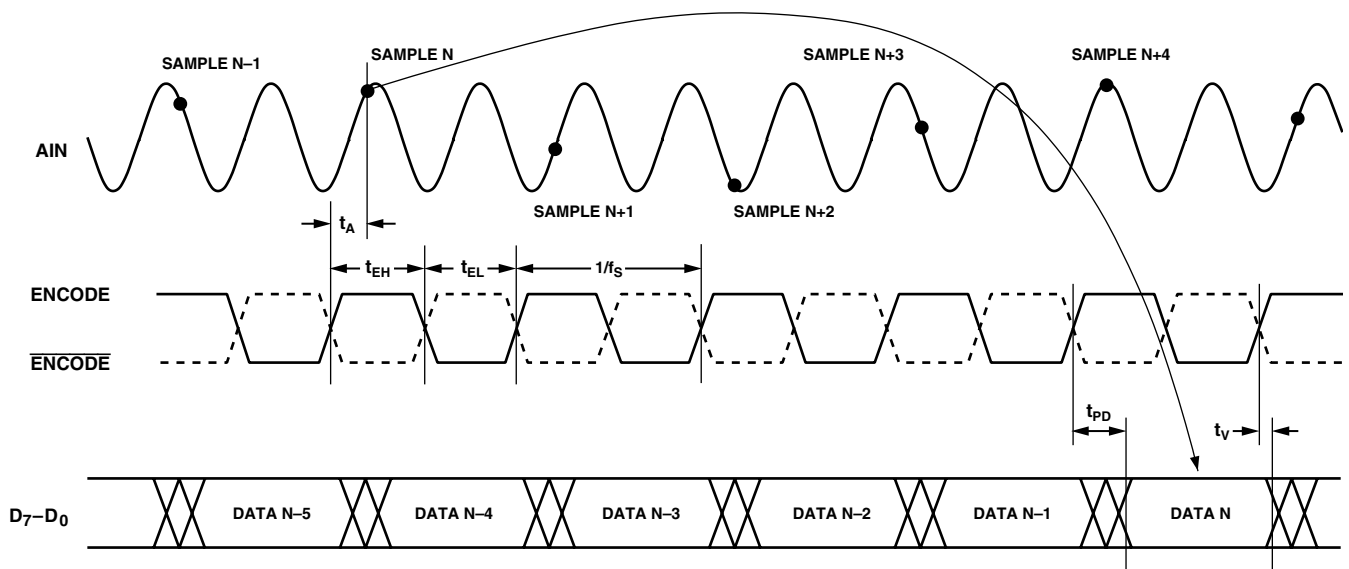 SAMPLE N–1
SAMPLE N
SAMPLE N+3
SAMPLE N+4
AIN
SAMPLE N+1
SAMPLE N+2
tA
tEH
tEL
1/fS
ENCODE
ENCODE
tPD
tV
D7–D0
DATA N–5
DATA N–4
DATA N–3
DATA N–2
DATA N–1
DATA N